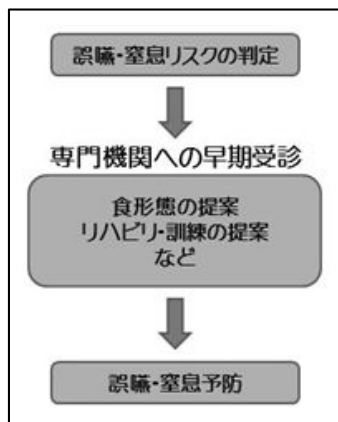 誤嚥・窒息リスクの判定
専門機関への早期受診
食形態の提案
リハビリ・訓練の提案
など
誤嚥・窒息予防